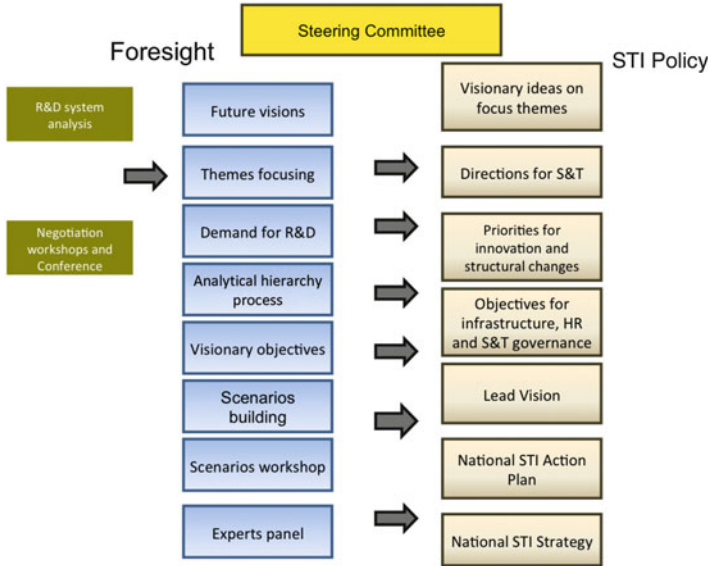 Steering Committee
Foresight
STI Policy
R&D system
analysis
Negotiation
workshops and
Conference
Future visions
Themes focusing
Demand for R&D
Analytical hierarchy
process
Visionary objectives
Scenarios
building
Scenarios workshop
Experts panel
Visionary ideas on
focus themes
Directions for S&T
Priorities for
innovation and
structural changes
Objectives for
infrastructure, HR
and S&T governance
Lead Vision
National STI Action
Plan
National STI Strategy